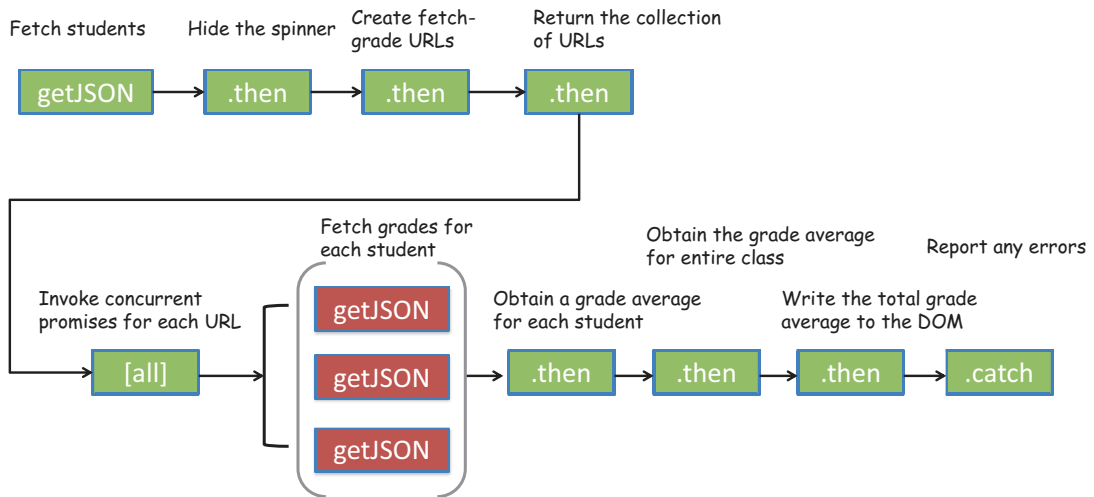 Fetch students
Hide the spinner
Create fetch-
grade URLs
Return the collection
of URLs
getJSON
.then
.then
.then
Fetch grades for
each student
Invoke concurrent
promises for each URL
[all]
getJSON
getJSON
getJSON
Obtain a grade average
for each student
Obtain the grade average
for entire class
Write the total grade
average to the DOM
Report any errors
.then
.then
.then
.catch